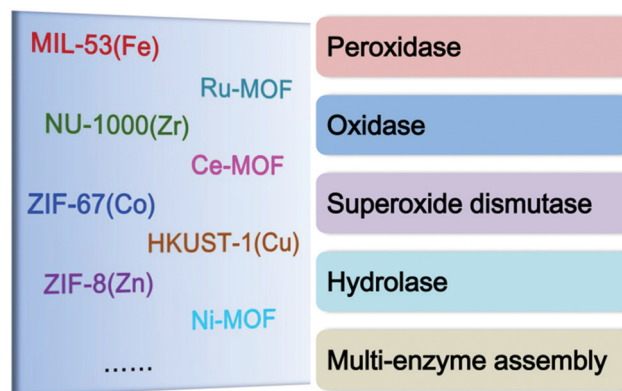 MIL-53(Fe)
Ru-MOF
NU-1000(Zr)
Ce-MOF
ZIF-67(Co)
HKUST-1(Cu)
ZIF-8(Zn)
Ni-MOF
......
Peroxidase
Oxidase
Superoxide dismutase
Hydrolase
Multi-enzyme assembly